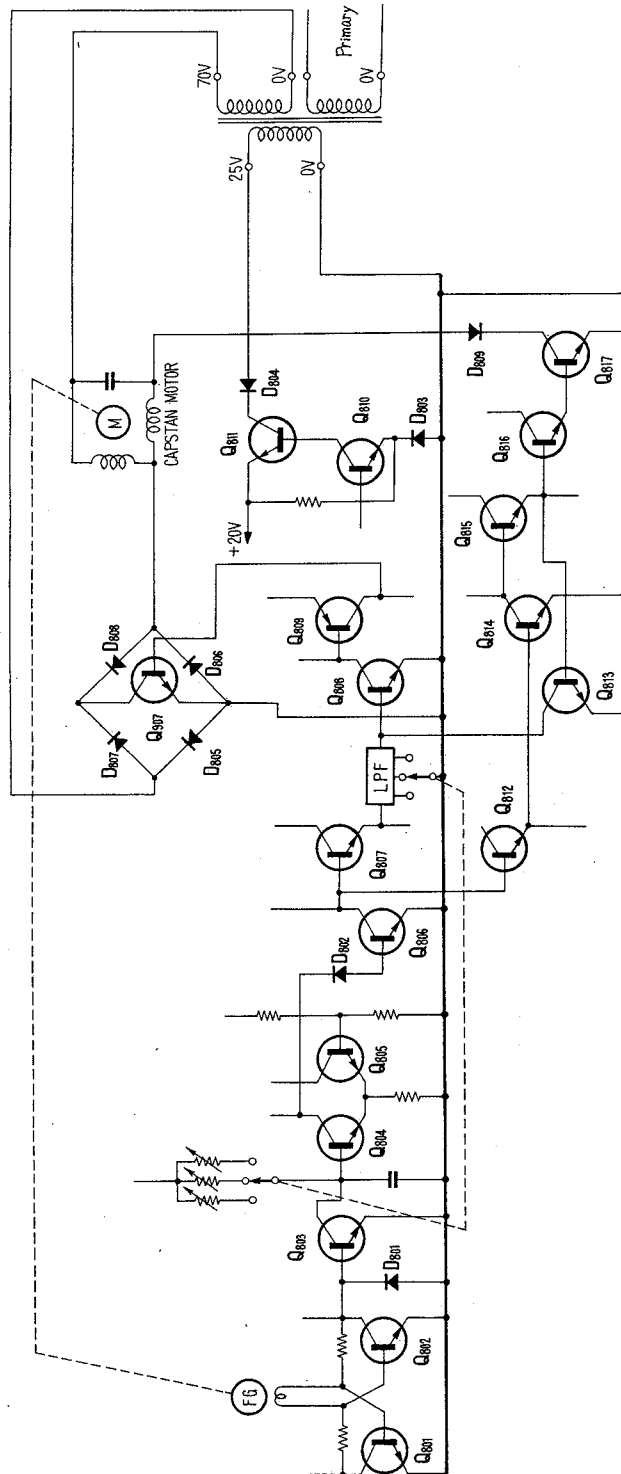 Primary
70V
0V
0V
25V
0V
CAPSTAN MOTOR
M
D804
D809
Q817
Q811
Q810
D803
Q816
+20V
Q815
D808
D806
Q907
D807
D805
Q809
Q808
Q814
Q813
LPF
Q807
Q812
D802
Q806
Q805
Q804
Q803
D801
FG
Q802
Q801